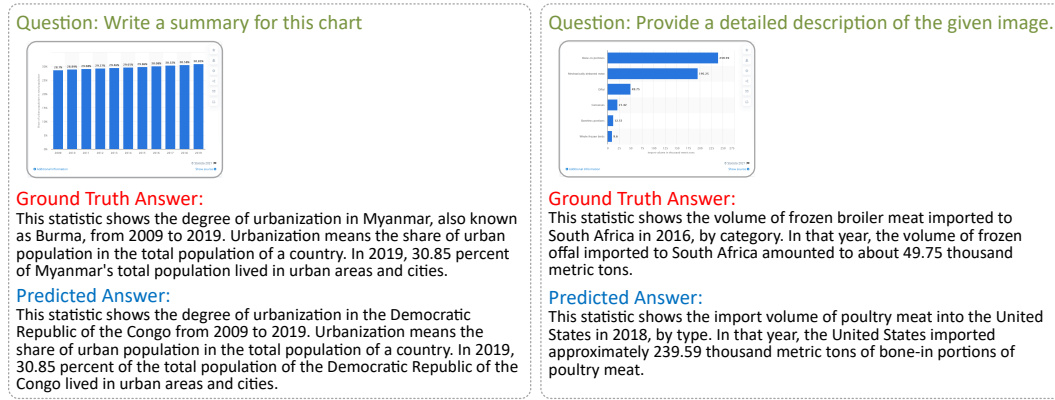 Question: Write a summary for this chart
Ground Truth Answer:
This statistic shows the degree of urbanization in Myanmar, also known
as Burma, from 2009 to 2019. Urbanization means the share of urban
population in the total population of a country. In 2019, 30.85 percent
of Myanmar's total population lived in urban areas and cities.
Predicted Answer:
This statistic shows the degree of urbanization in the Democratic
Republic of the Congo from 2009 to 2019. Urbanization means the
share of urban population in the total population of a country. In 2019,
30.85 percent of the total population of the Democratic Republic of the
Congo lived in urban areas and cities.
Question: Provide a detailed description of the given image.
Ground Truth Answer:
This statistic shows the volume of frozen broiler meat imported to
South Africa in 2016, by category. In that year, the volume of frozen
offal imported to South Africa amounted to about 49.75 thousand
metric tons.
Predicted Answer:
This statistic shows the import volume of poultry meat into the United
States in 2018, by type. In that year, the United States imported
approximately 239.59 thousand metric tons of bone-in portions of
poultry meat.